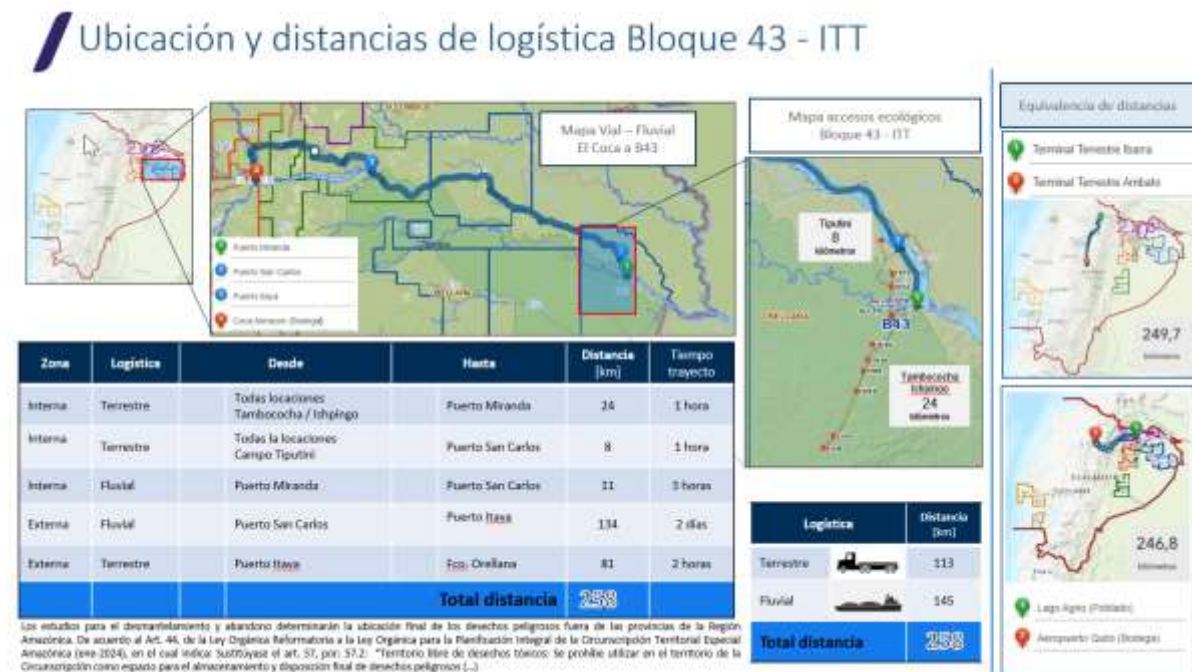 Ubicación y distancias de logística Bloque 43 - ITT
Mapa Vial – Fluvial
El Coca a B43
Puerto Miranda
Puerto San Carlos
Puerto Itaya
Coca Almacen (Bodega)
Mapa accesos ecológicos
Bloque 43 - ITT
Tiputini
8
kilómetros
B43
Tambococha
Ishpingo
24
kilómetros
Equivalencia de distancias
Terminal Terrestre Ibarra
Terminal Terrestre Ambato
249,7
kilómetros
246,8
kilómetros
Lago Agrio (Poblado)
Aeropuerto Quito (Bodega)
Zona Logística Desde Hasta Distancia [km] Tiempo trayecto
Interna Terrestre Todas locaciones Tambococha / Ishpingo Puerto Miranda 24 1 hora
Interna Terrestre Todas la locaciones Campo Tiputini Puerto San Carlos 8 1 hora
Interna Fluvial Puerto Miranda Puerto San Carlos 11 horas
Externa Fluvial Puerto San Carlos Puerto Itaya 134 2 días
Externa Terrestre Puerto Itaya Fco. Orellana 81 2 horas
Total distancia 258
Logística Distancia [km]
Terrestre 113
Fluvial 145
Total distancia 258
Los estudios para el desmantelamiento y abandono determinarán la ubicación final de los desechos peligrosos fuera de las provincias de la Región
Amazónica. De acuerdo al Art. 44. de la Ley Orgánica Reformatoria a la Ley Orgánica para la Planificación Integral de la Circunscripción Territorial Especial
Amazónica (ene-2024), en el cual indica: Sustitúyase el art. 57, por: 57.2: "Territorio libre de desechos tóxicos: Se prohíbe utilizar en el territorio de la
Circunscripción como espacio para el almacenamiento y disposición final de desechos peligrosos (...)